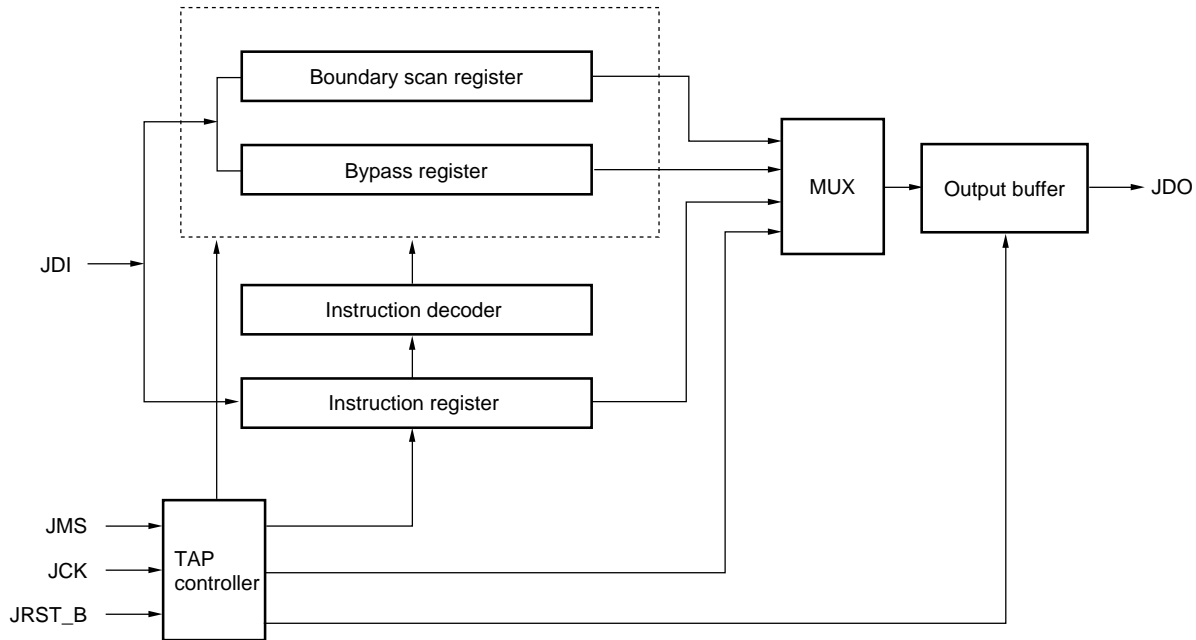 Boundary scan register
Bypass register
MUX
Output buffer
JDO
JDI
Instruction decoder
Instruction register
JMS
JCK
JRST_B
TAP
controller